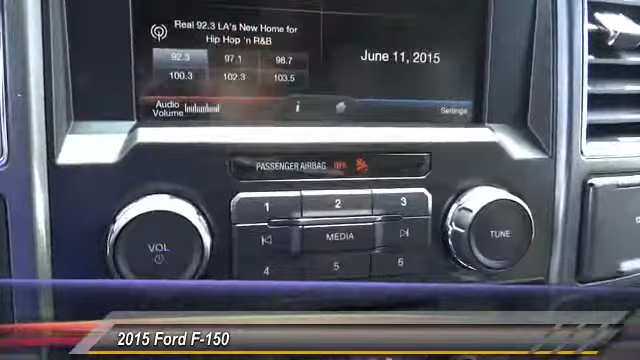 Real 92.3 LA's New Home for
Hip Hop 'n R&B
92.3 97.1 98.7
100.3 102.3 103.5
June 11, 2015
Audio
Volume
i
Settings
PASSENGER AIRBAG OFF
1 2 3
VOL
MEDIA
TUNE
4 5 6
2015 Ford F-150